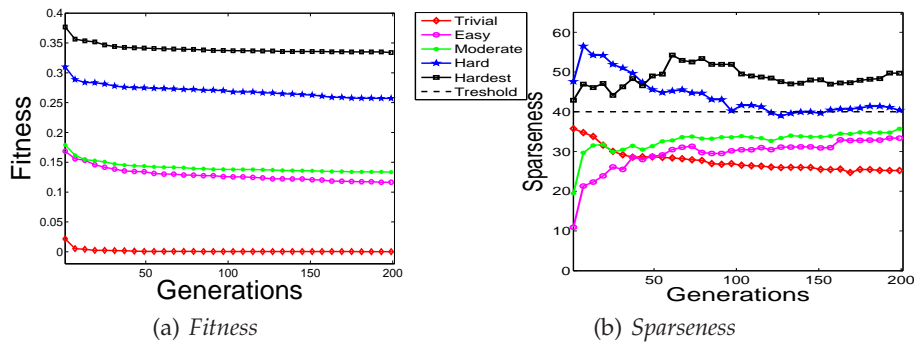 0.4
0.35
0.3
0.25
0.2
0.15
0.1
0.05
0
Fitness
50
100
150
200
Generations
(a) Fitness
Trivial
Easy
Moderate
Hard
Hardest
Treshold
60
50
40
30
20
10
0
Sparseness
50
100
150
200
Generations
(b) Sparseness